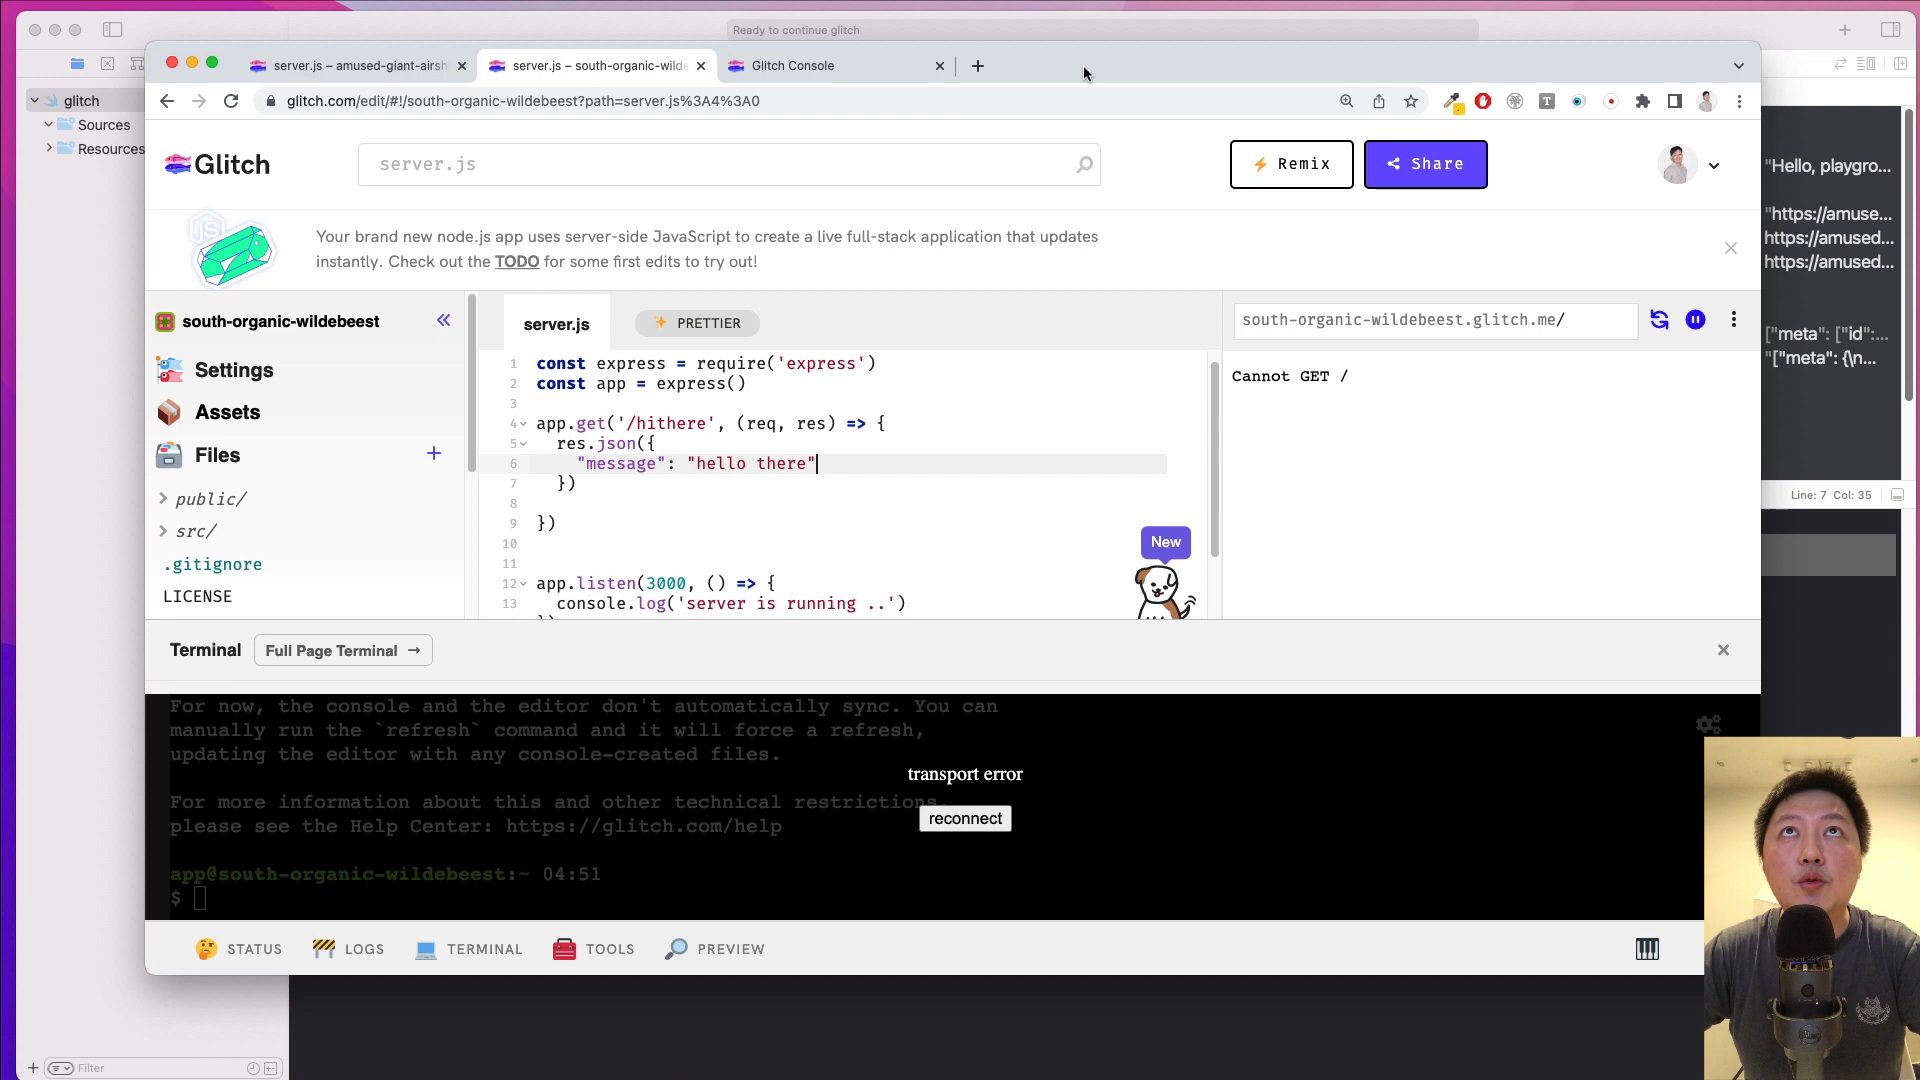 Ready to continue glitch
server.js – amused-giant-airsh
server.js – south-organic-wilde
Glitch Console
glitch
Sources
Resources
glitch.com/edit/#!/south-organic-wildebeest?path=server.js%3A4%3A0
Glitch
server.js
Remix
Share
"Hello, playgro...
"https://amuse...
https://amused...
https://amused...
["meta": ["id":...
"["meta": {\n...
JS
Your brand new node.js app uses server-side JavaScript to create a live full-stack application that updates
instantly. Check out the TODO for some first edits to try out!
south-organic-wildebeest
server.js
PRETTIER
south-organic-wildebeest.glitch.me/
Settings
Assets
Files
public/
src/
.gitignore
LICENSE
1 const express = require('express')
2 const app = express()
3
4 app.get('/hithere', (req, res) => {
5 res.json({
6 "message": "hello there"
7 })
8
9 })
10
11
12 app.listen(3000, () => {
13 console.log('server is running ..')
Cannot GET /
New
Line: 7 Col: 35
Terminal
Full Page Terminal →
For now, the console and the editor don't automatically sync. You can
manually run the `refresh` command and it will force a refresh,
updating the editor with any console-created files.
transport error
For more information about this and other technical restrictions,
please see the Help Center: https://glitch.com/help
reconnect
app@south-organic-wildebeest:~ 04:51
$
STATUS
LOGS
TERMINAL
TOOLS
PREVIEW
Filter